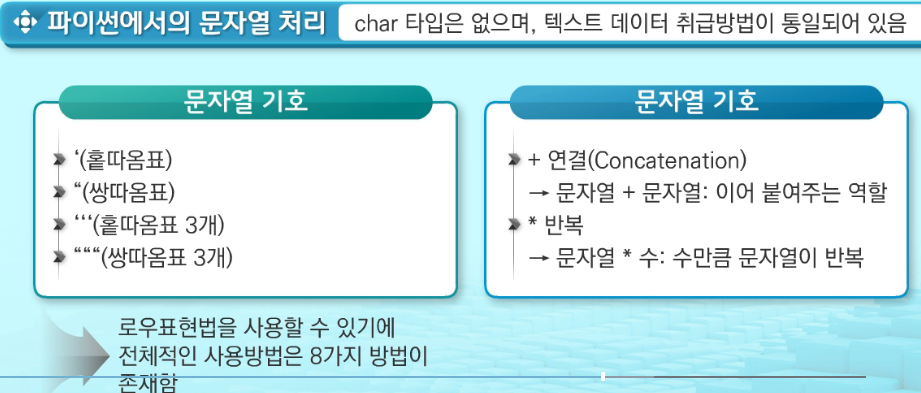 파이썬에서의 문자열 처리
char 타입은 없으며, 텍스트 데이터 취급방법이 통일되어 있음
문자열 기호
‘(홑따옴표)
“(쌍따옴표)
‘‘‘(홑따옴표 3개)
“““(쌍따옴표 3개)
문자열 기호
+ 연결(Concatenation)
→ 문자열 + 문자열: 이어 붙여주는 역할
* 반복
→ 문자열 * 수: 수만큼 문자열이 반복
로우표현법을 사용할 수 있기에
전체적인 사용방법은 8가지 방법이
존재함